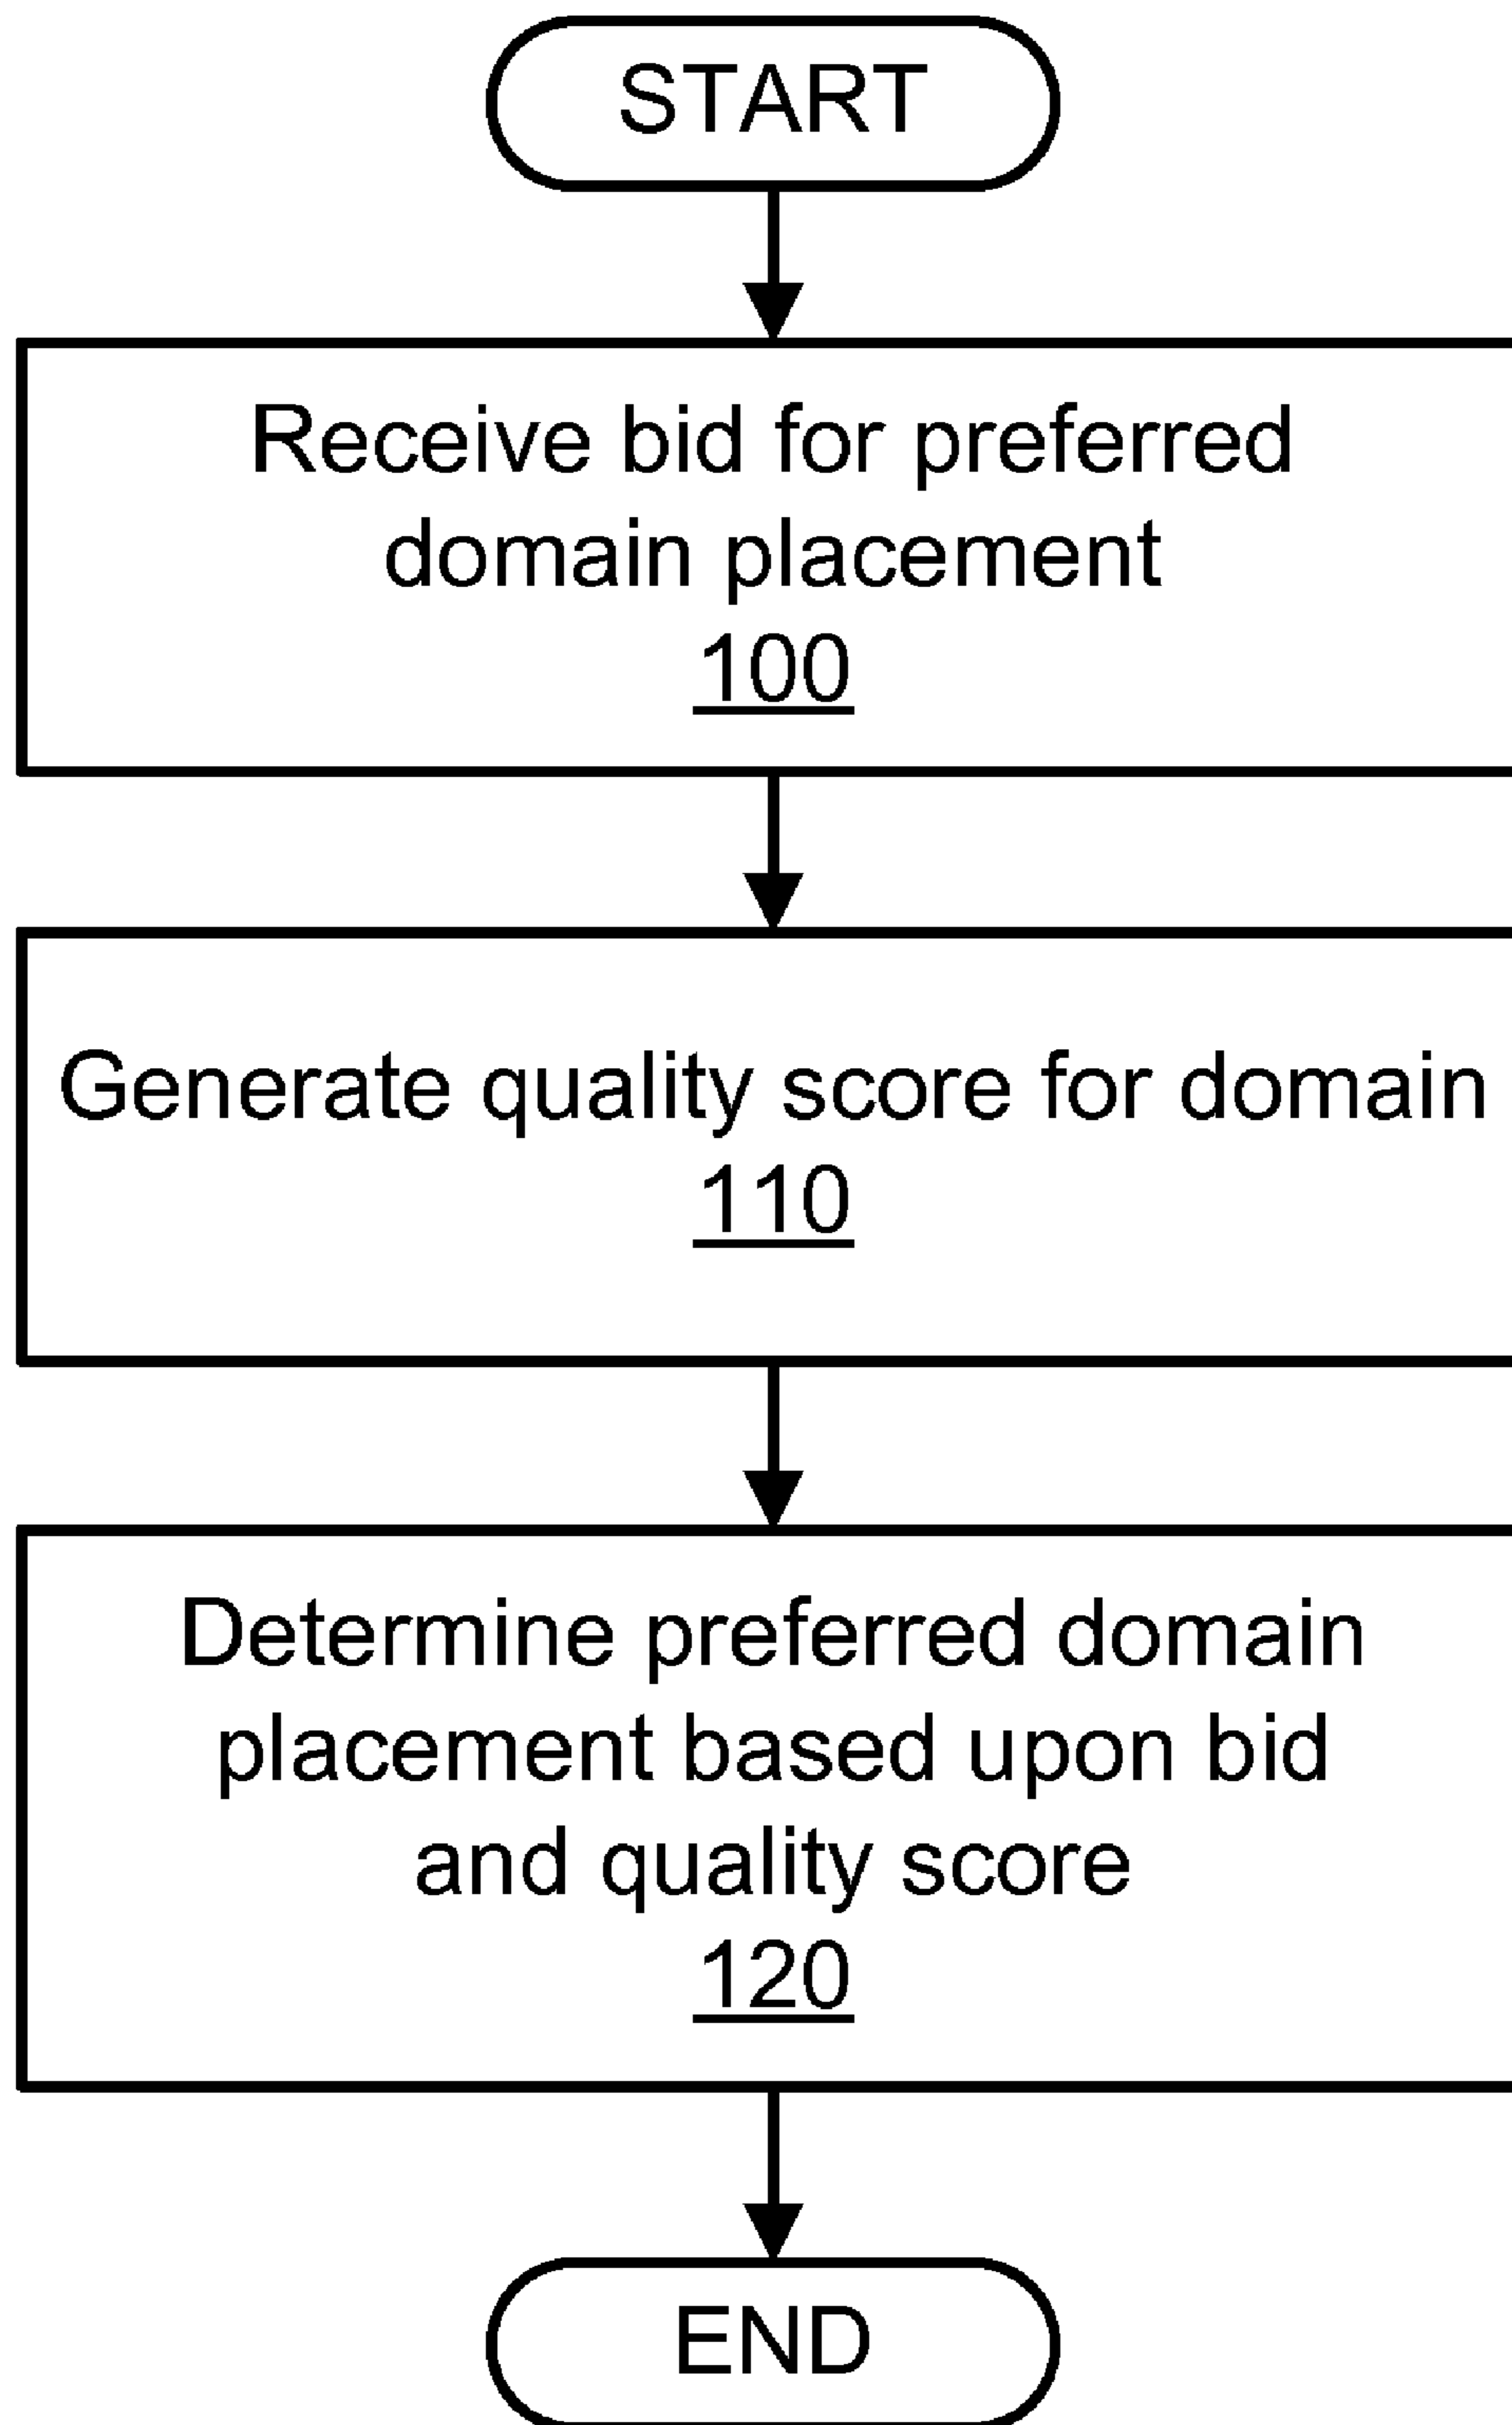 START
Receive bid for preferred
domain placement
100
Generate quality score for domain
110
Determine preferred domain
placement based upon bid
and quality score
120
END